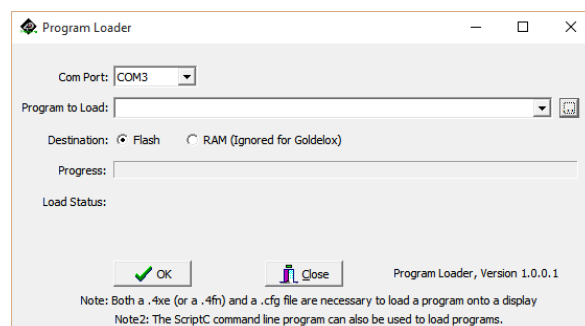 Program Loader
Com Port: COM3
Program to Load:
Destination: Flash RAM (Ignored for Goldelox)
Progress:
Load Status:
OK Close Program Loader, Version 1.0.0.1
Note: Both a .4xe (or a .4fn) and a .cfg file are necessary to load a program onto a display
Note2: The ScriptC command line program can also be used to load programs.